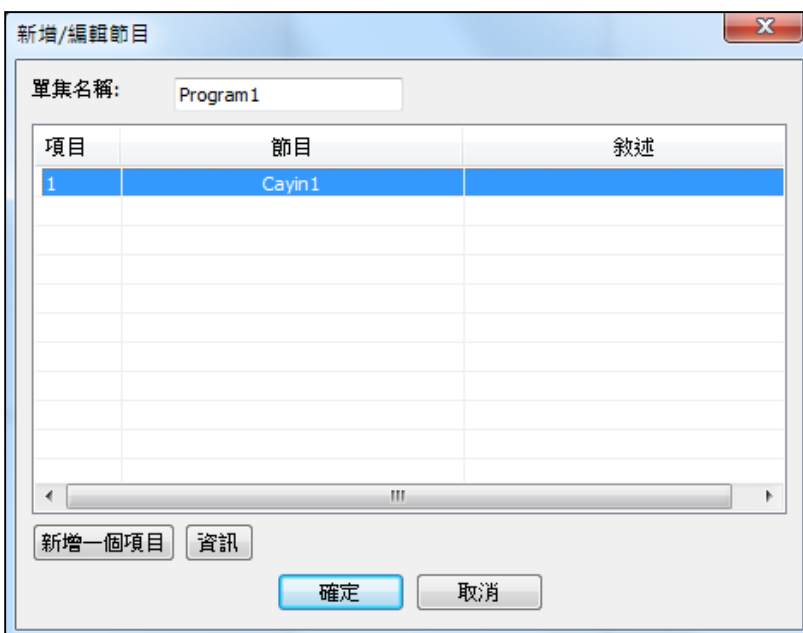 新增/編輯節目
單集名稱: Program1
項目 節目 敘述
1 Cayin1
新增一個項目 資訊
確定 取消